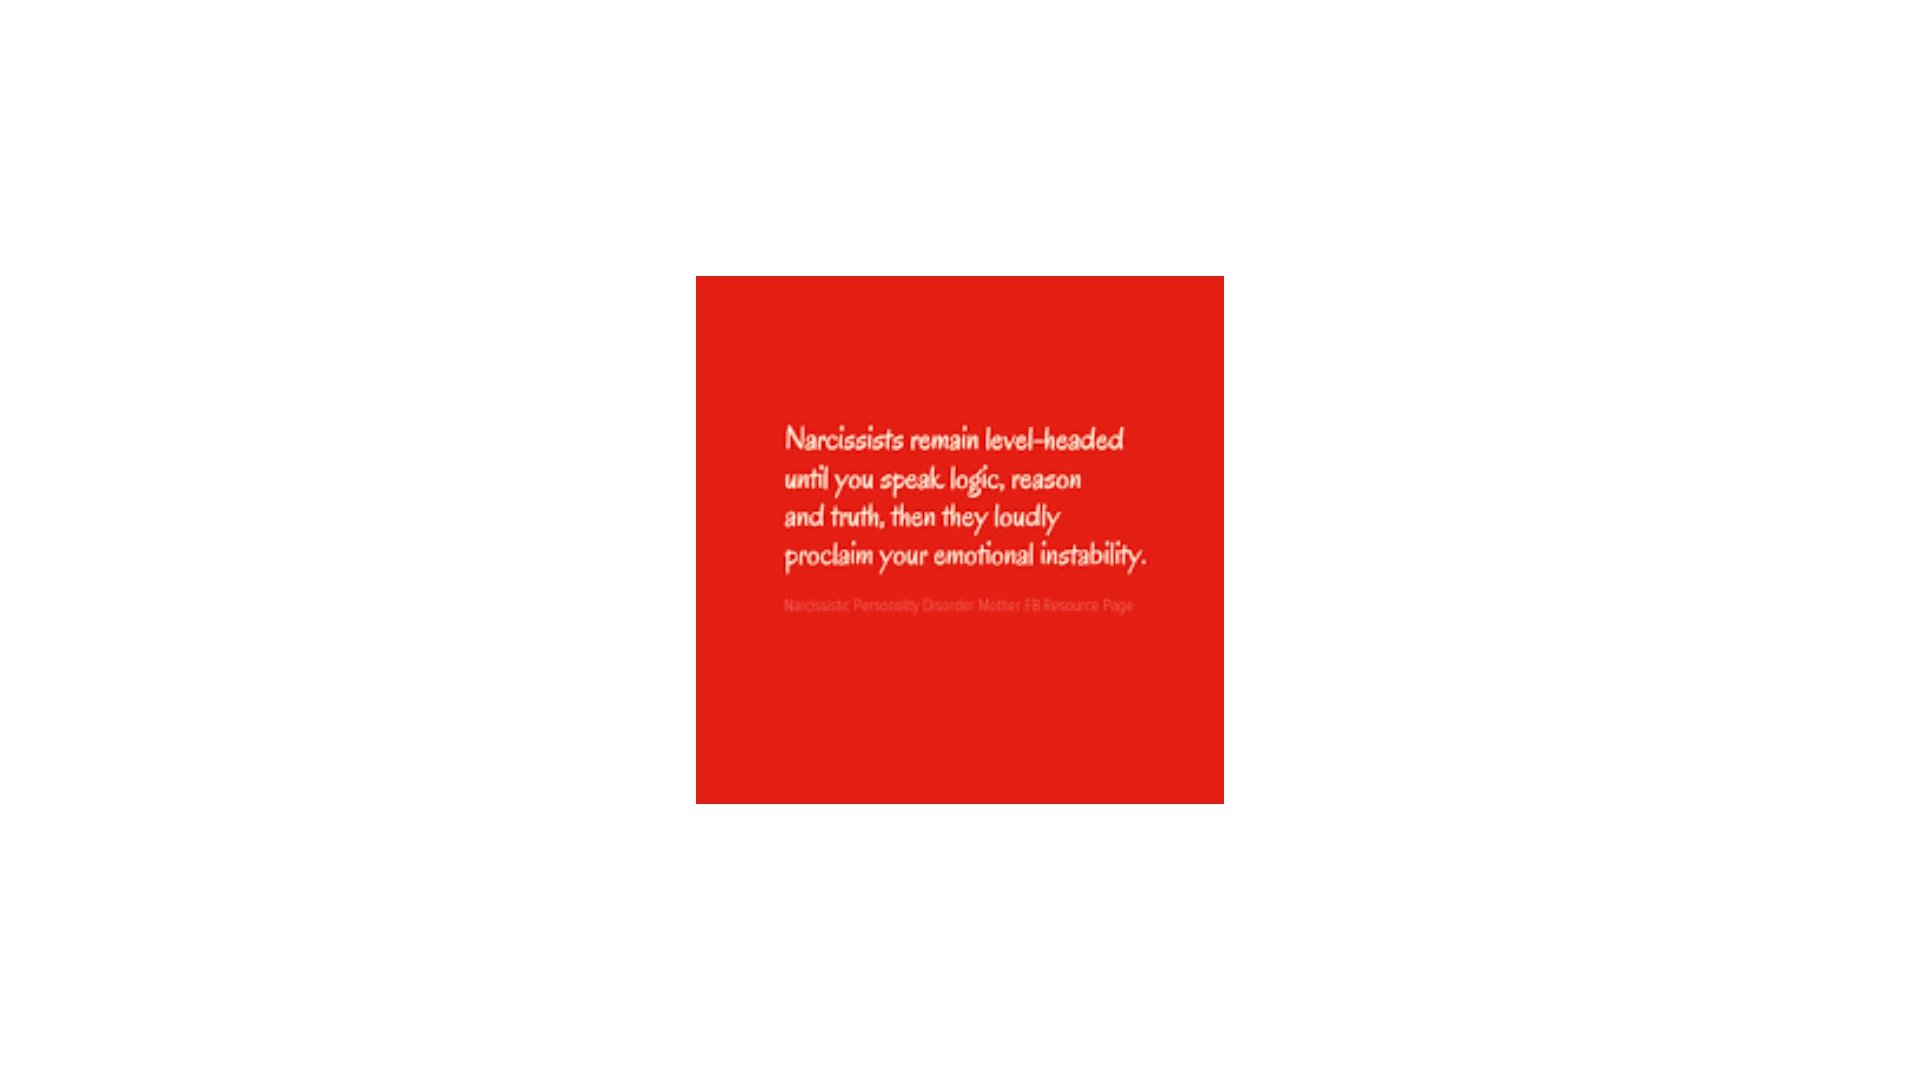 Narcissists remain level-headed
until you speak logic, reason
and truth, then they loudly
proclaim your emotional instability.
Narcissistic Personality Disorder Mother FB Resource Page